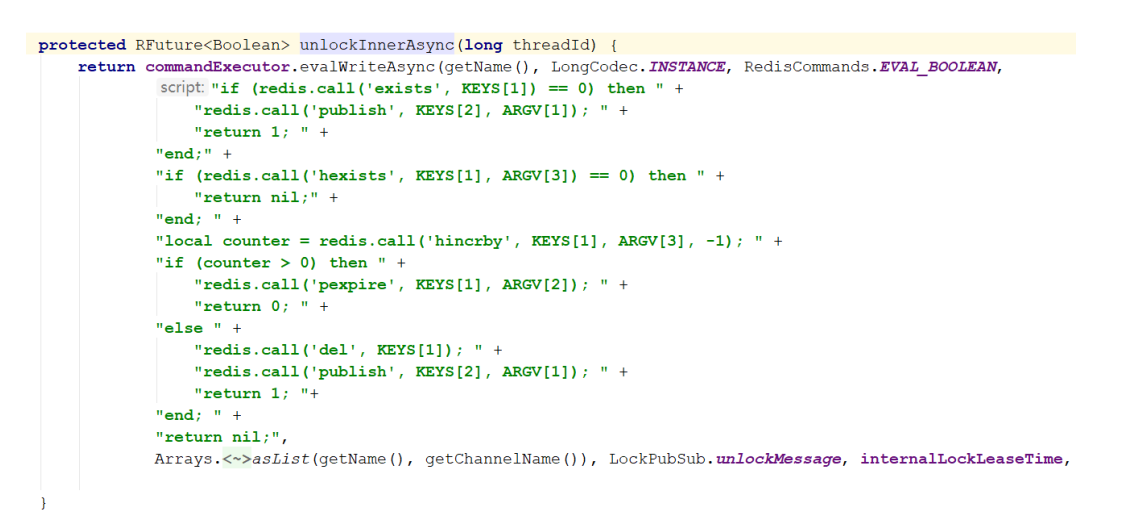 protected RFuture<Boolean> unlockInnerAsync(long threadId) {
return commandExecutor.evalWriteAsync(getName(), LongCodec.INSTANCE, RedisCommands.EVAL_BOOLEAN,
script: "if (redis.call('exists', KEYS[1]) == 0) then " +
"redis.call('publish', KEYS[2], ARGV[1]); " +
"return 1; " +
"end;" +
"if (redis.call('hexists', KEYS[1], ARGV[3]) == 0) then " +
"return nil;" +
"end; " +
"local counter = redis.call('hincrby', KEYS[1], ARGV[3], -1); " +
"if (counter > 0) then " +
"redis.call('pexpire', KEYS[1], ARGV[2]); " +
"return 0; " +
"else " +
"redis.call('del', KEYS[1]); " +
"redis.call('publish', KEYS[2], ARGV[1]); " +
"return 1; "+
"end; " +
"return nil;",
Arrays.<~>asList(getName(), getChannelName()), LockPubSub.unlockMessage, internalLockLeaseTime,
}